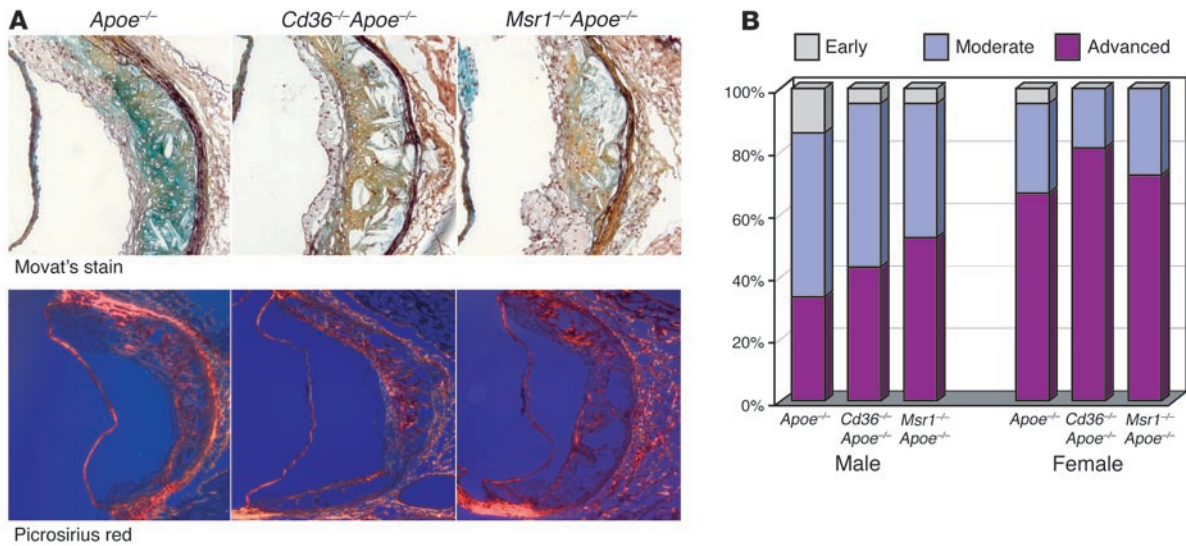 A
Apoe⁻/⁻
Cd36⁻/⁻Apoe⁻/⁻
Msr1⁻/⁻Apoe⁻/⁻
Movat's stain
Picrosirius red
B
Early
Moderate
Advanced
100%
80%
60%
40%
20%
0%
Apoe⁻/⁻
Cd36⁻/⁻
Apoe⁻/⁻
Msr1⁻/⁻
Apoe⁻/⁻
Apoe⁻/⁻
Cd36⁻/⁻
Apoe⁻/⁻
Msr1⁻/⁻
Apoe⁻/⁻
Male
Female